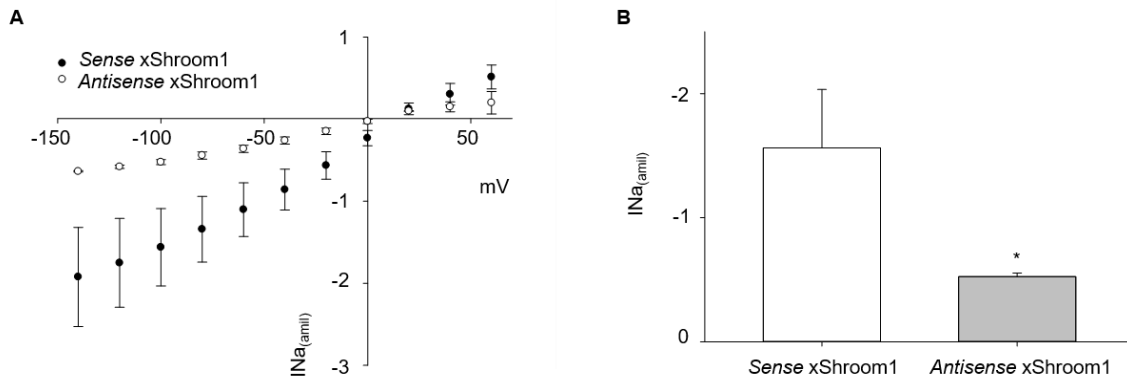 A
Sense xShroom1
Antisense xShroom1
1
-150
-100
-50
50
mV
-1
-2
-3
INa(amil)
B
-2
-1
0
INa(amil)
*
Sense xShroom1
Antisense xShroom1